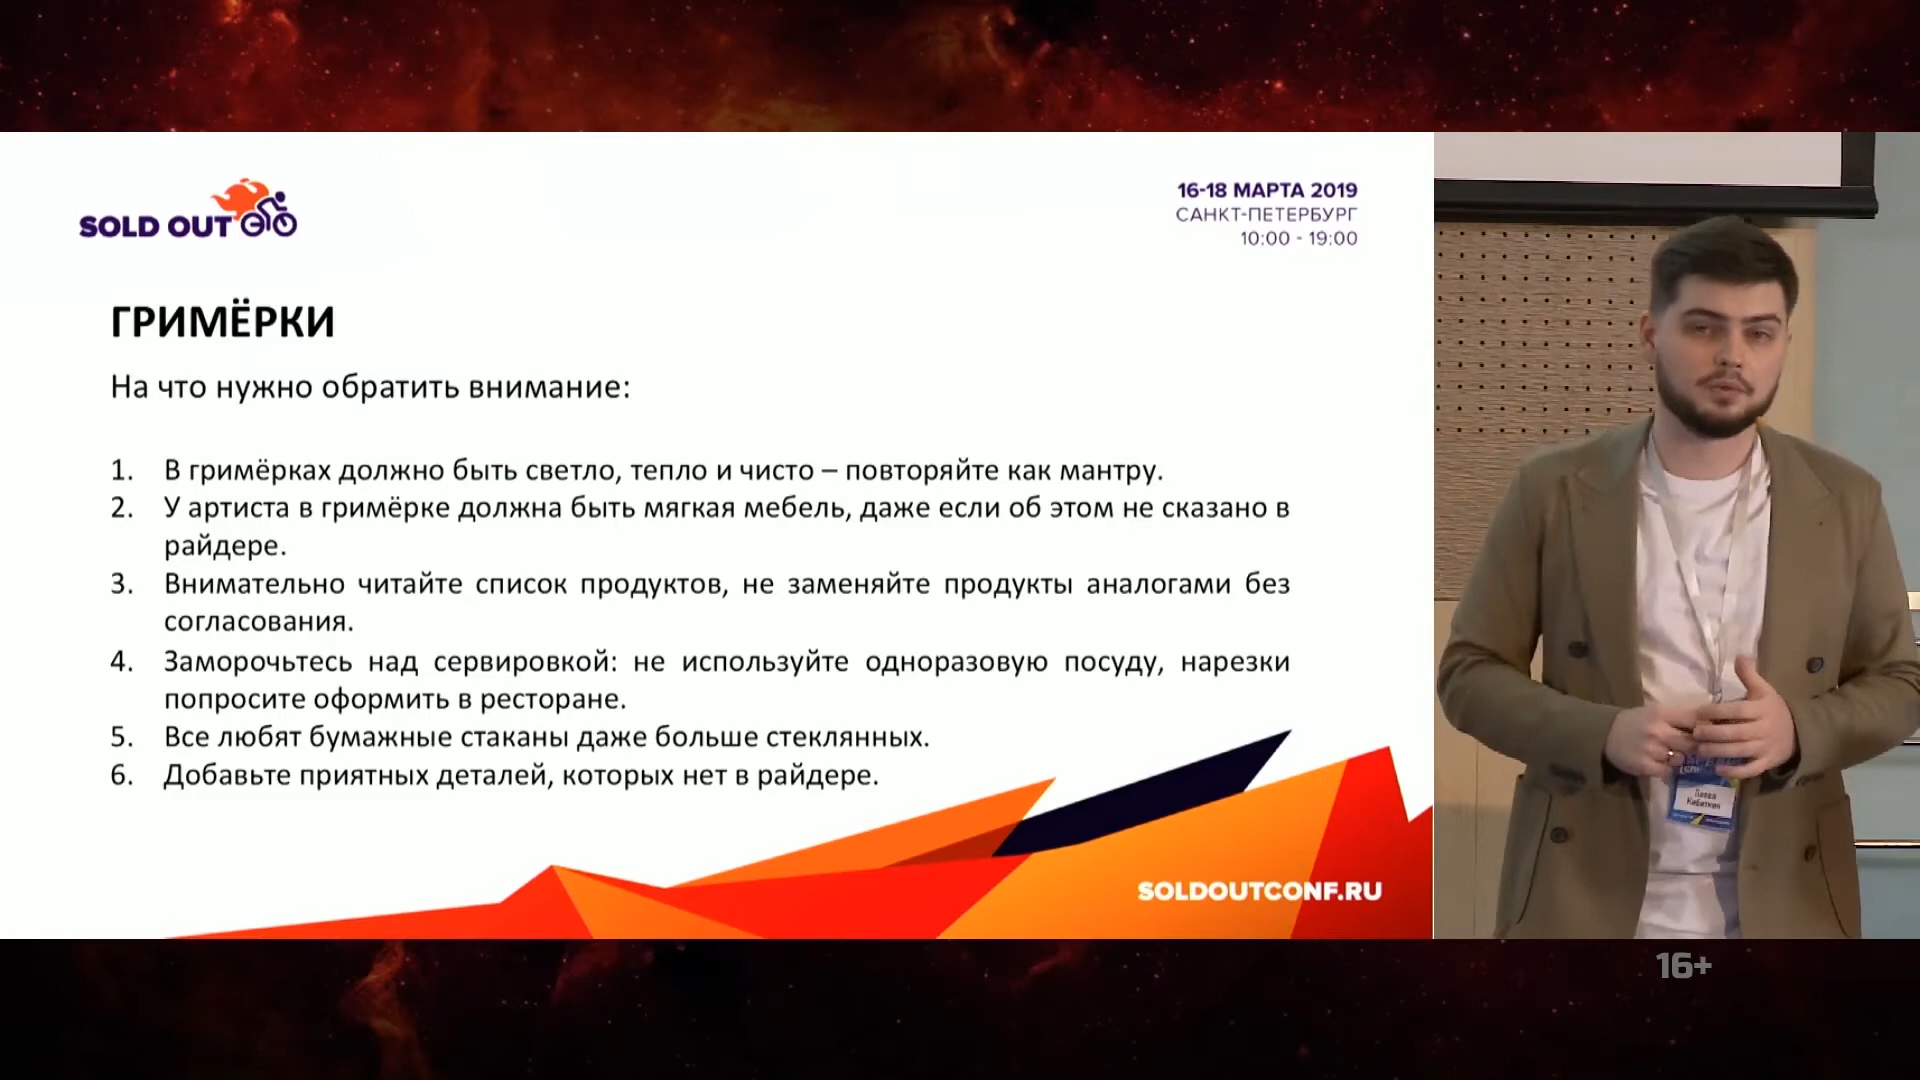 SOLD OUT
16-18 МАРТА 2019
САНКТ-ПЕТЕРБУРГ
10:00 - 19:00
ГРИМЁРКИ
На что нужно обратить внимание:
1. В гримёрках должно быть светло, тепло и чисто – повторяйте как мантру.
2. У артиста в гримёрке должна быть мягкая мебель, даже если об этом не сказано в
райдере.
3. Внимательно читайте список продуктов, не заменяйте продукты аналогами без
согласования.
4. Заморочьтесь над сервировкой: не используйте одноразовую посуду, нарезки
попросите оформить в ресторане.
5. Все любят бумажные стаканы даже больше стеклянных.
6. Добавьте приятных деталей, которых нет в райдере.
SOLDOUTCONF.RU
Павел
16+